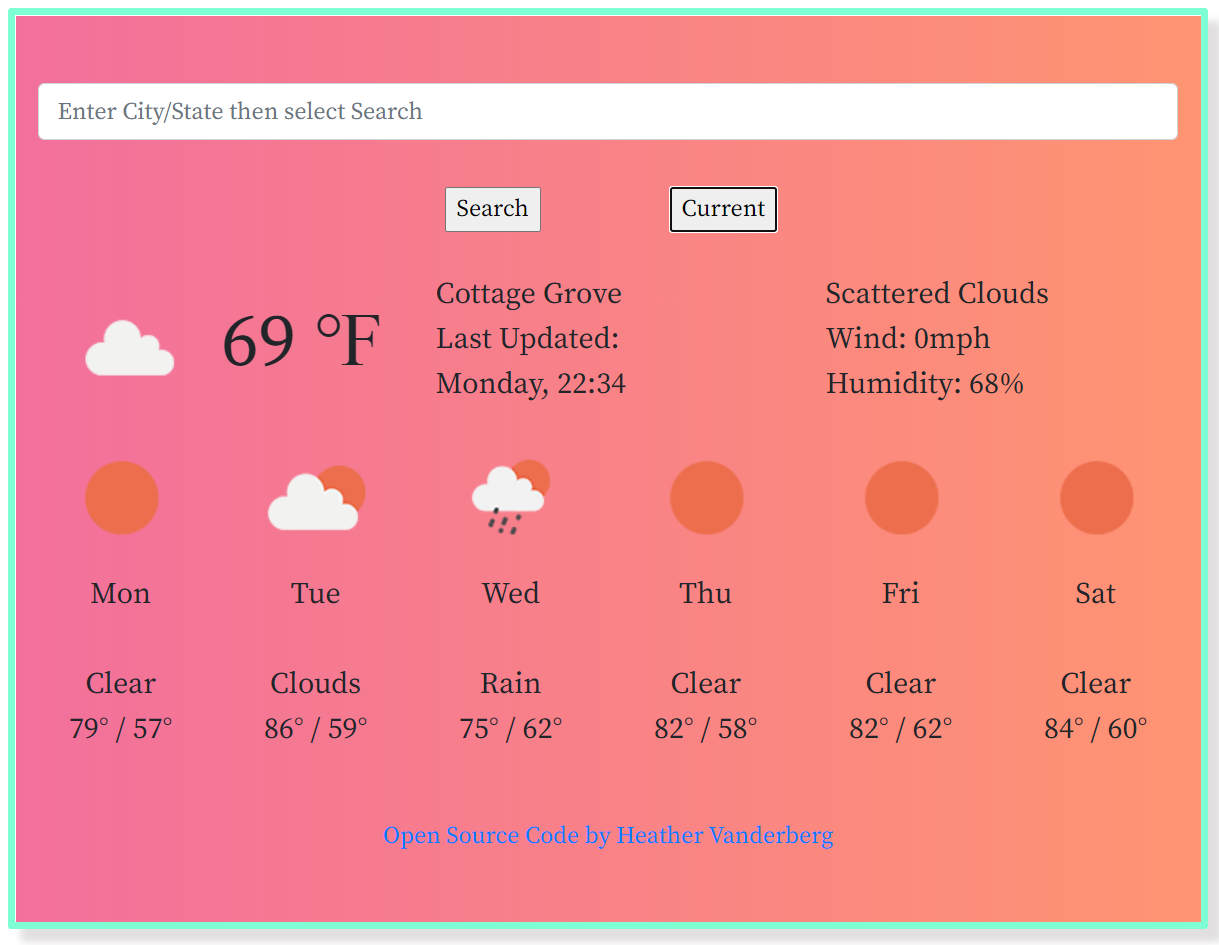 Enter City/State then select Search
Search
Current
69 °F
Cottage Grove
Last Updated:
Monday, 22:34
Scattered Clouds
Wind: 0mph
Humidity: 68%
Mon
Tue
Wed
Thu
Fri
Sat
Clear
Clouds
Rain
Clear
Clear
Clear
79° / 57°
86° / 59°
75° / 62°
82° / 58°
82° / 62°
84° / 60°
Open Source Code by Heather Vanderberg